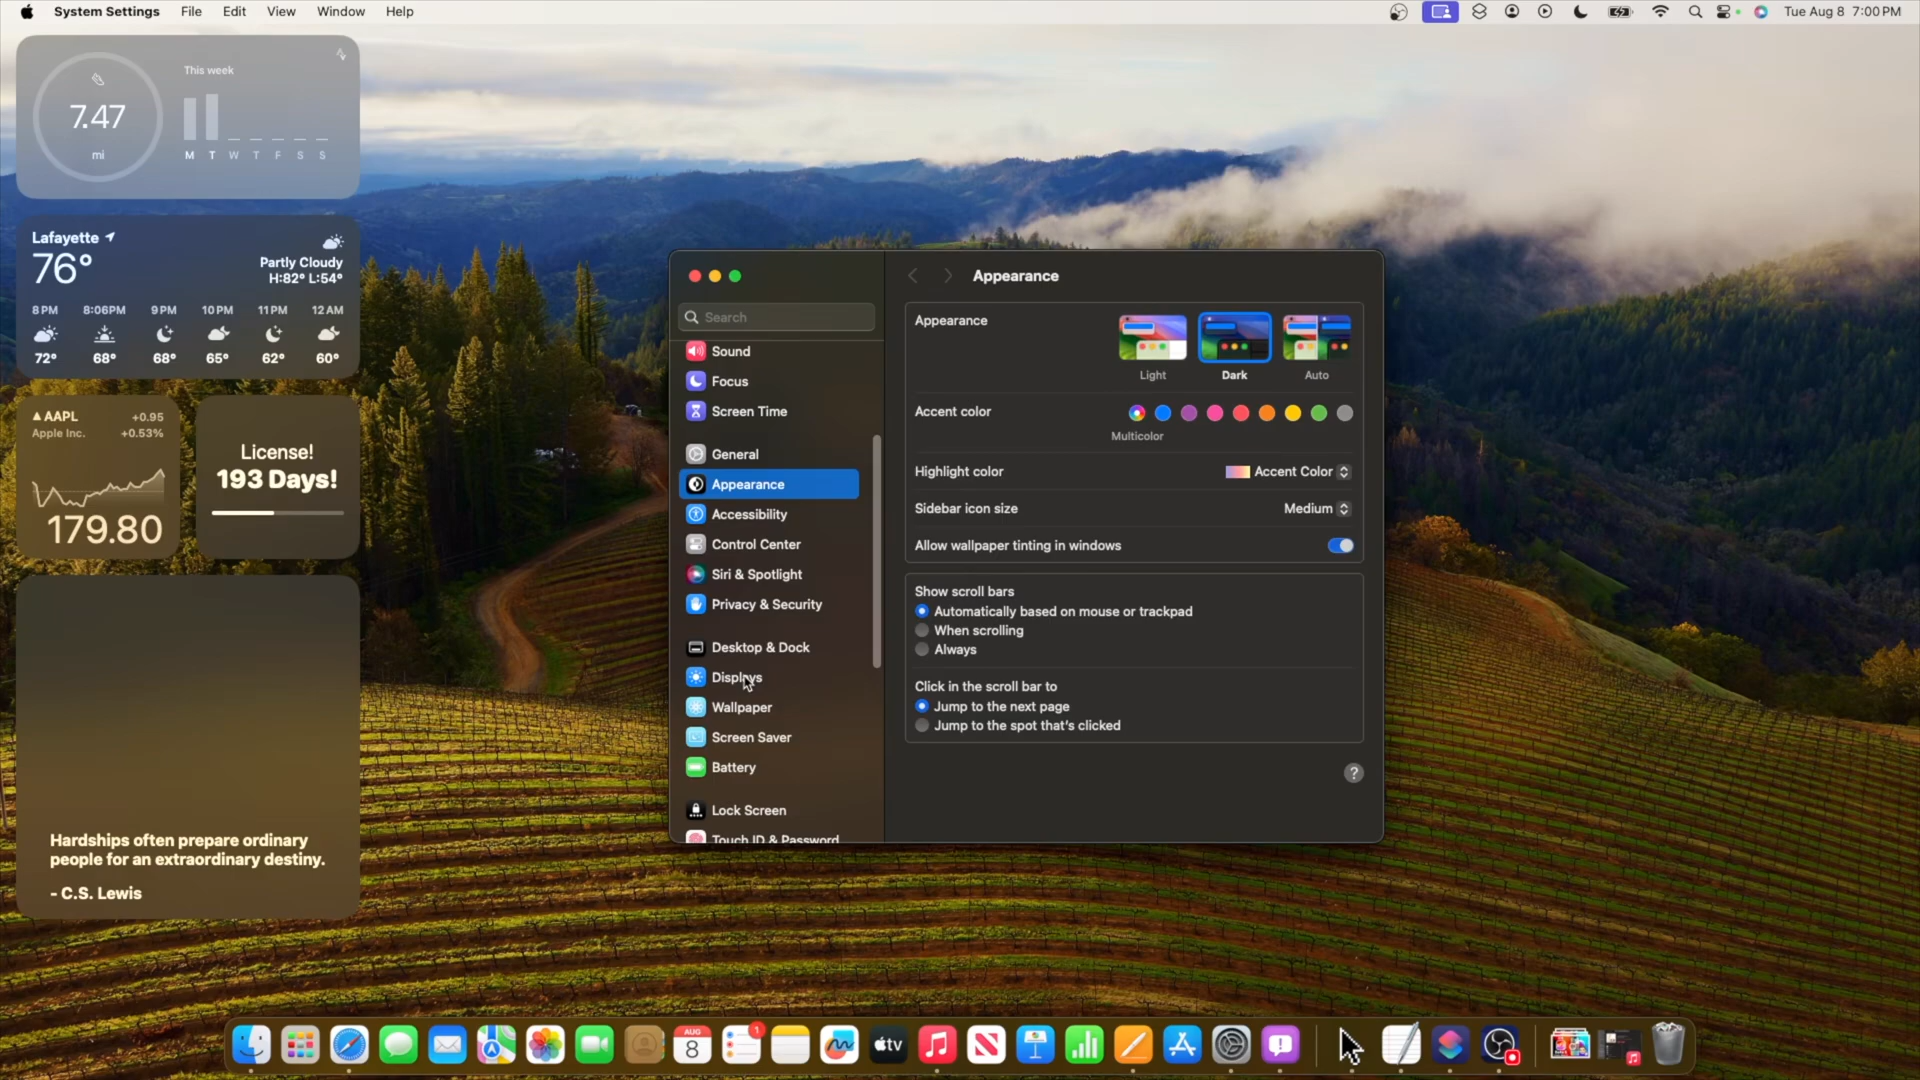 System Settings File Edit View Window Help
Tue Aug 8 7:00 PM
This week
7.47
mi
M T W T F S S
Lafayette
76°
Partly Cloudy
H:82° L:54°
8 PM 8:06PM 9 PM 10 PM 11 PM 12 AM
72° 68° 68° 65° 62° 60°
AAPL +0.95
Apple Inc. +0.53%
179.80
License!
193 Days!
Hardships often prepare ordinary
people for an extraordinary destiny.
- C.S. Lewis
Search
Sound
Focus
Screen Time
General
Appearance
Accessibility
Control Center
Siri & Spotlight
Privacy & Security
Desktop & Dock
Displays
Wallpaper
Screen Saver
Battery
Lock Screen
Touch ID & Password
Appearance
Appearance
Light Dark Auto
Accent color
Multicolor
Highlight color Accent Color
Sidebar icon size Medium
Allow wallpaper tinting in windows
Show scroll bars
Automatically based on mouse or trackpad
When scrolling
Always
Click in the scroll bar to
Jump to the next page
Jump to the spot that's clicked
?
AUG
8
1
tv